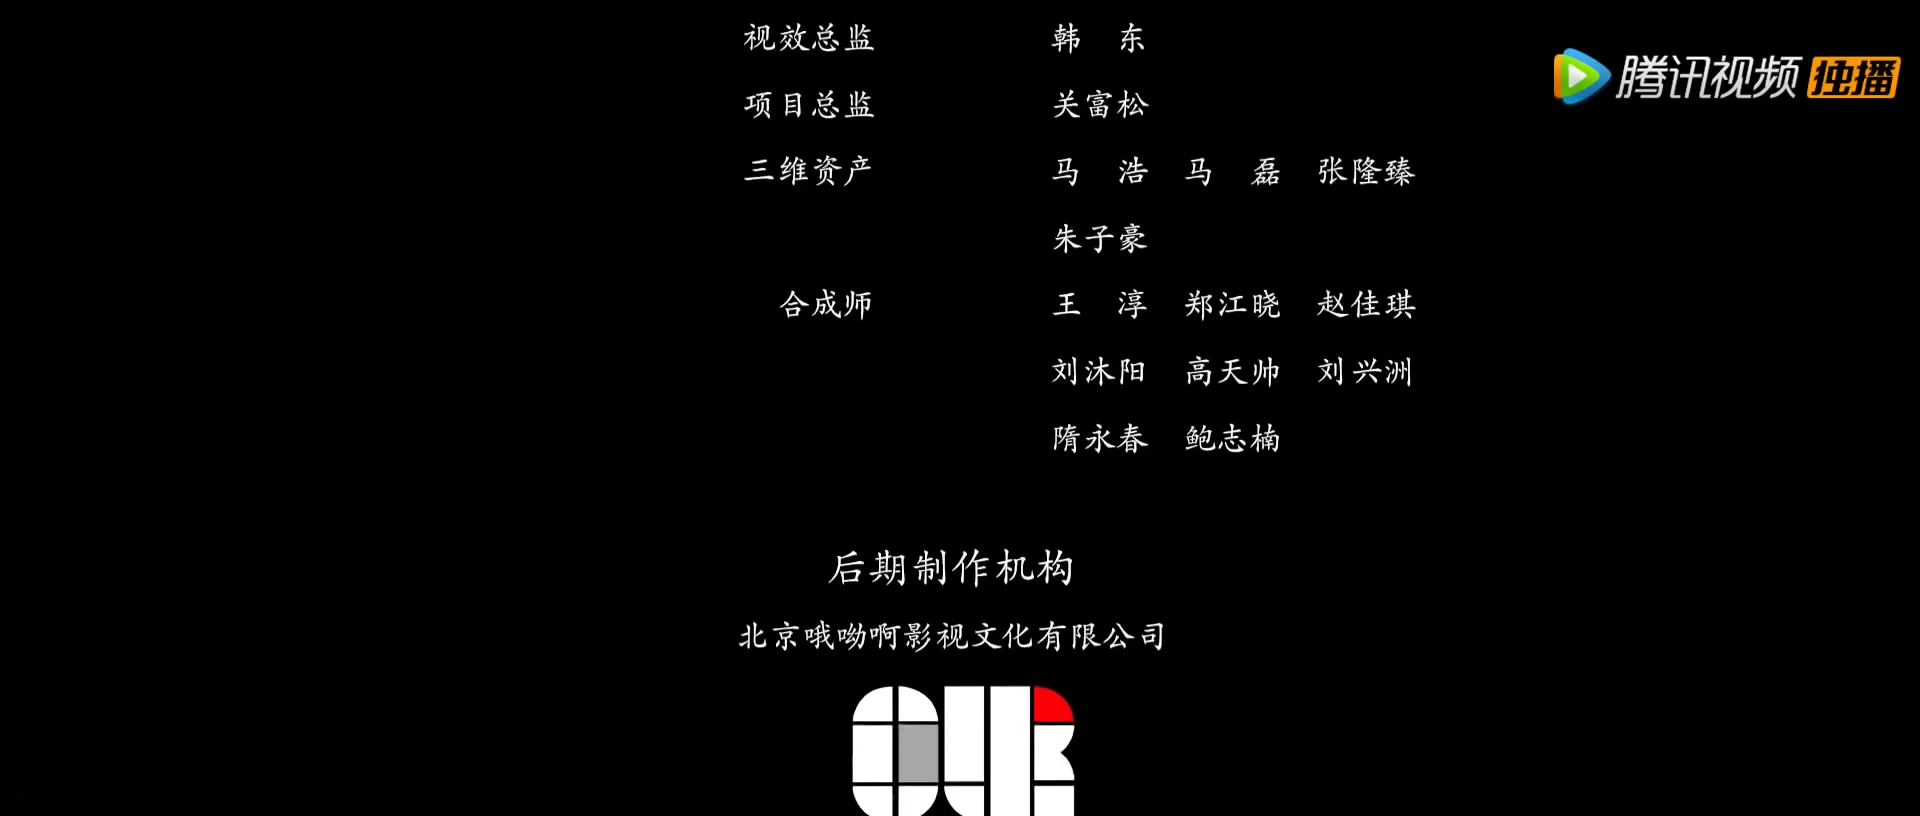 视效总监 韩 东
腾讯视频 独播
项目总监 关富松
三维资产 马 浩 马 磊 张隆臻
朱子豪
合成师 王 淳 郑江晓 赵佳琪
刘沐阳 高天帅 刘兴洲
隋永春 鲍志楠
后期制作机构
北京哦呦啊影视文化有限公司